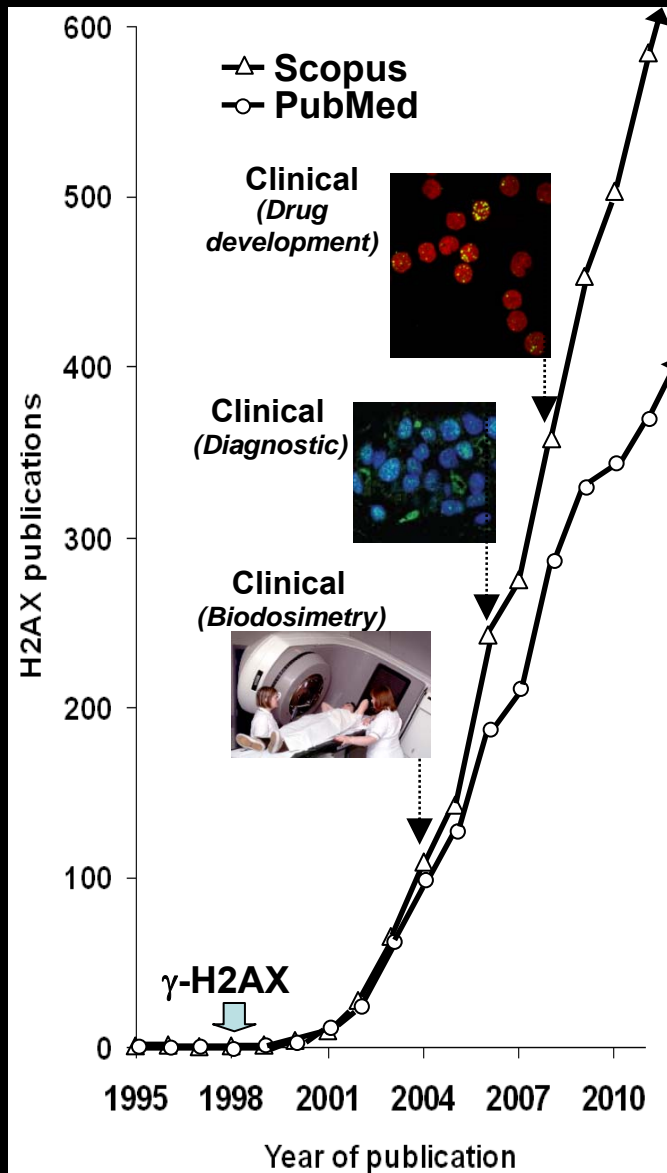 600
500
400
300
200
100
0
H2AX publications
Scopus
PubMed
Clinical
(Drug
development)
Clinical
(Diagnostic)
Clinical
(Biodosimetry)
γ-H2AX
1995 1998 2001 2004 2007 2010
Year of publication